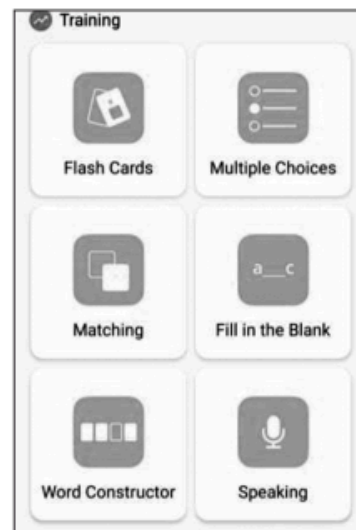 Training
Flash Cards
Multiple Choices
a__c
Matching
Fill in the Blank
Word Constructor
Speaking